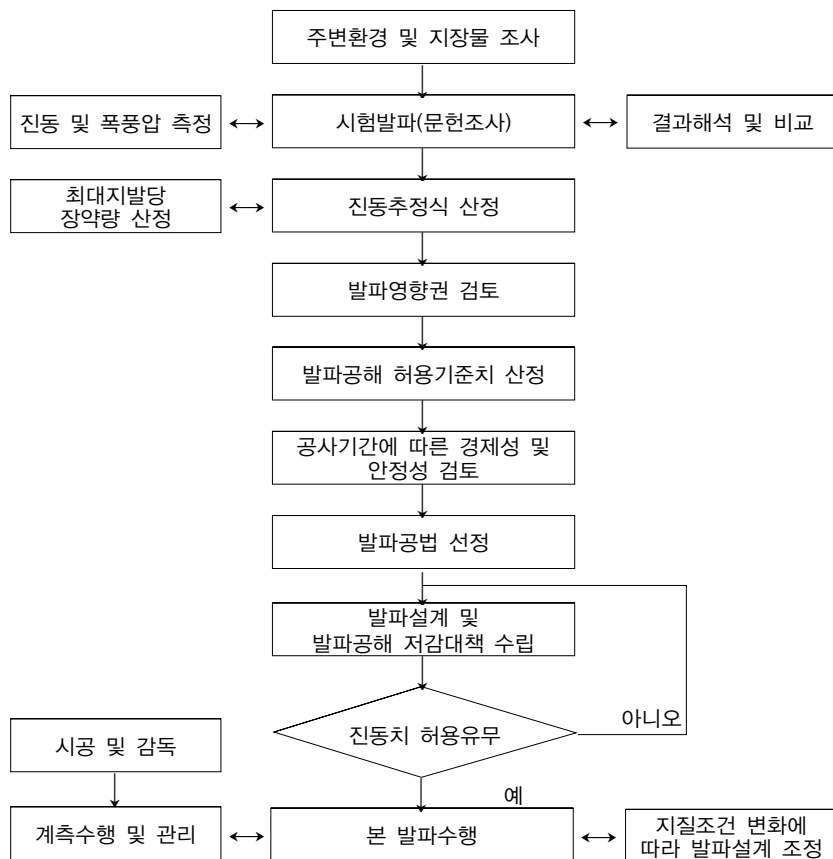 주변환경 및 지장물 조사
진동 및 폭풍압 측정
시험발파(문헌조사)
결과해석 및 비교
최대지발당
장약량 산정
진동추정식 산정
발파영향권 검토
발파공해 허용기준치 산정
공사기간에 따른 경제성 및
안정성 검토
발파공법 선정
발파설계 및
발파공해 저감대책 수립
진동치 허용유무
아니오
시공 및 감독
예
계측수행 및 관리
본 발파수행
지질조건 변화에
따라 발파설계 조정